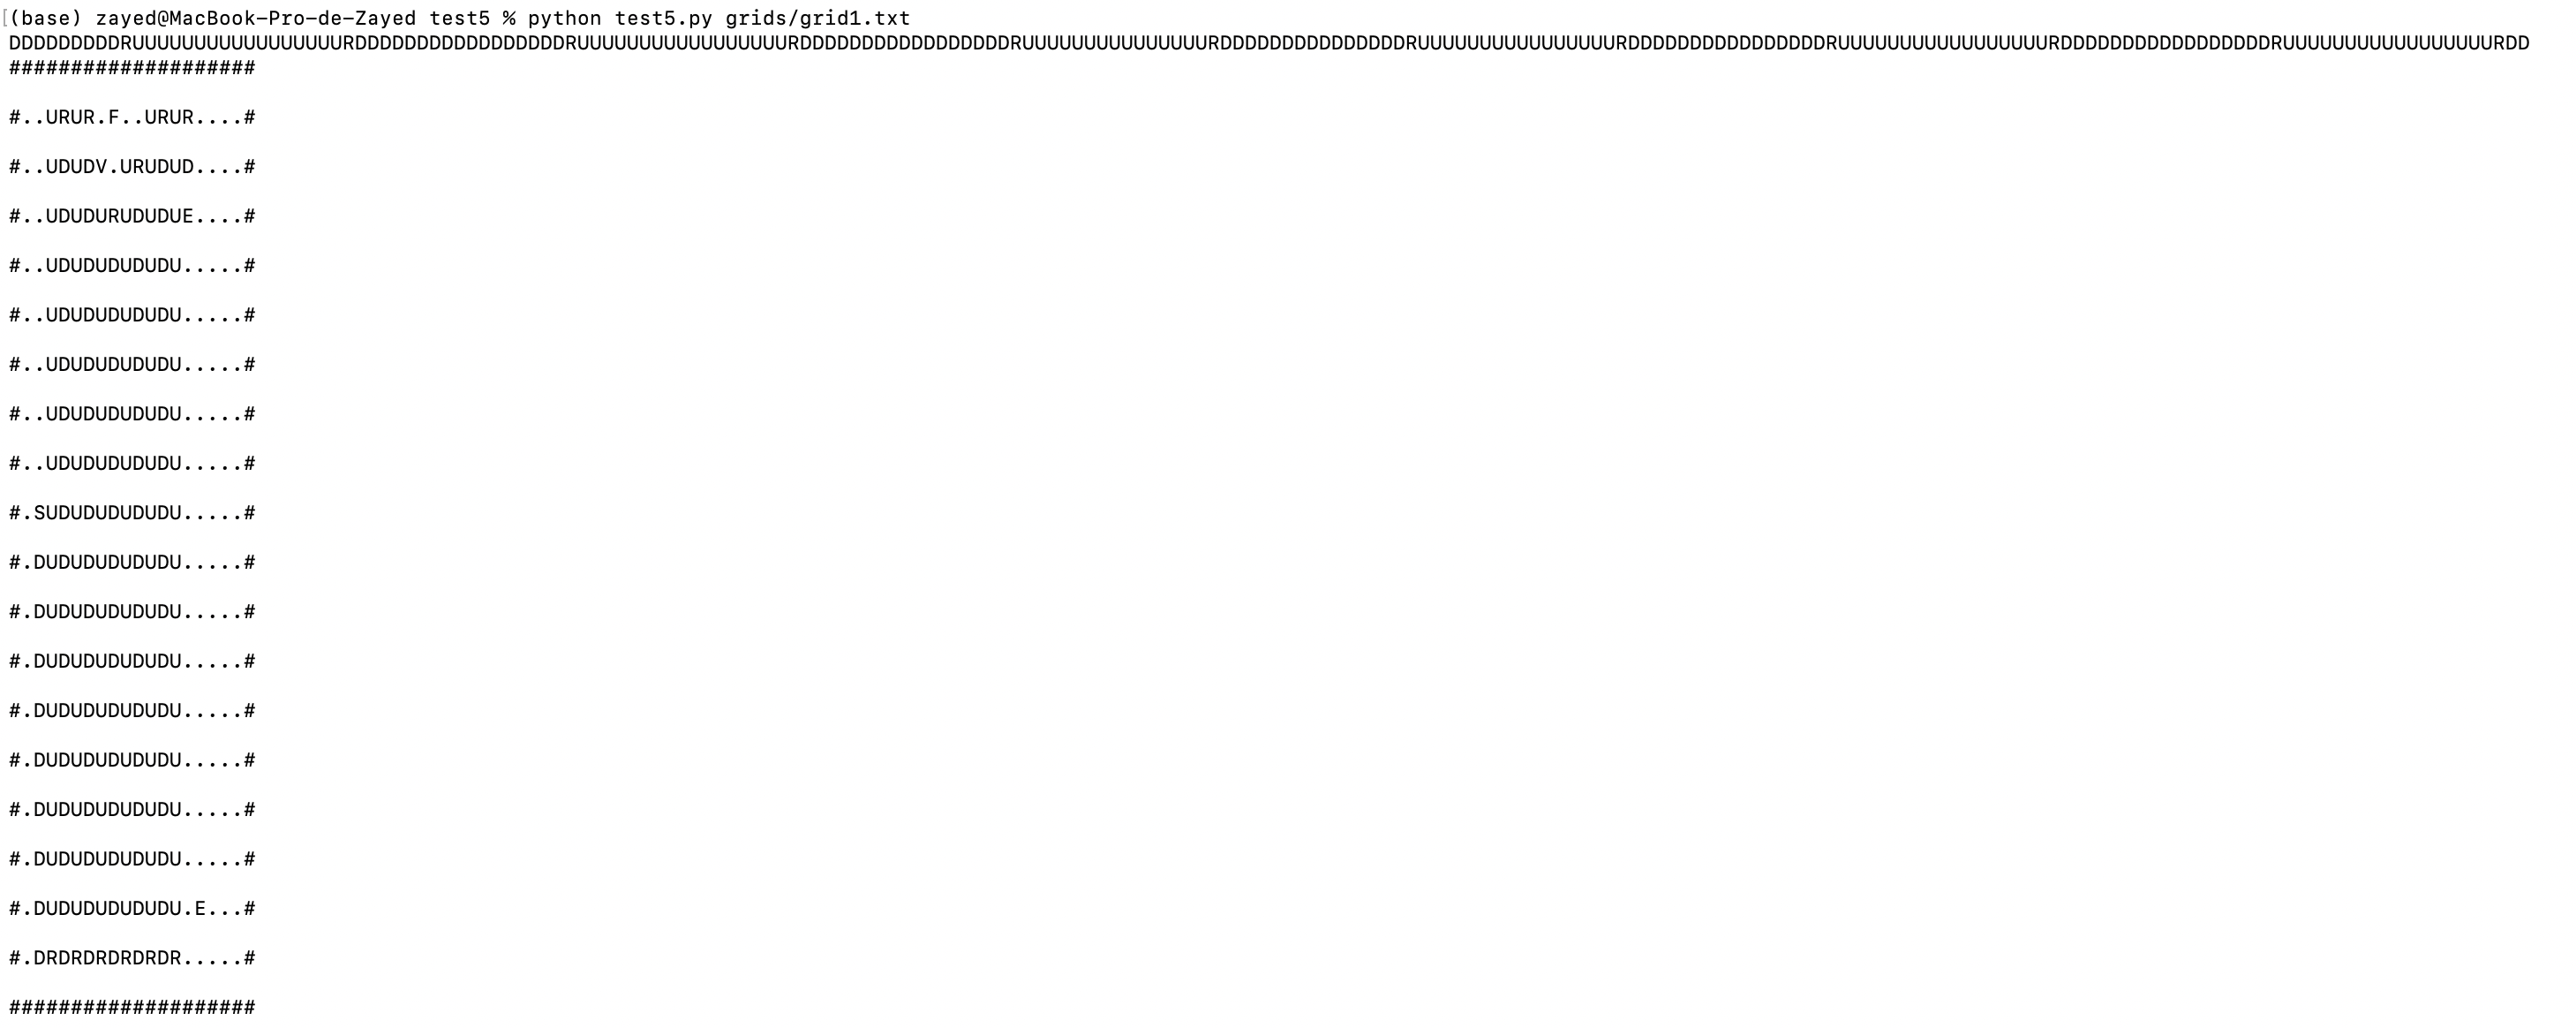 (base) zayed@MacBook-Pro-de-Zayed test5 % python test5.py grids/grid1.txt
DDDDDDDDDRUUUUUUUUUUUUUUUUURDDDDDDDDDDDDDDDDDRUUUUUUUUUUUUUUUUURDDDDDDDDDDDDDDDDDRUUUUUUUUUUUUUUURDDDDDDDDDDDDDDDRUUUUUUUUUUUUUUUURDDDDDDDDDDDDDDDDRUUUUUUUUUUUUUUUUURDDDDDDDDDDDDDDDDDRUUUUUUUUUUUUUUUUURDD
####################
#..URUR.F..URUR....#
#..UDUDV.URUDUD....#
#..UDUDURUDUDUE....#
#..UDUDUDUDUDU.....#
#..UDUDUDUDUDU.....#
#..UDUDUDUDUDU.....#
#..UDUDUDUDUDU.....#
#..UDUDUDUDUDU.....#
#.SUDUDUDUDUDU.....#
#.DUDUDUDUDUDU.....#
#.DUDUDUDUDUDU.....#
#.DUDUDUDUDUDU.....#
#.DUDUDUDUDUDU.....#
#.DUDUDUDUDUDU.....#
#.DUDUDUDUDUDU.....#
#.DUDUDUDUDUDU.....#
#.DUDUDUDUDUDU.E...#
#.DRDRDRDRDRDR.....#
####################